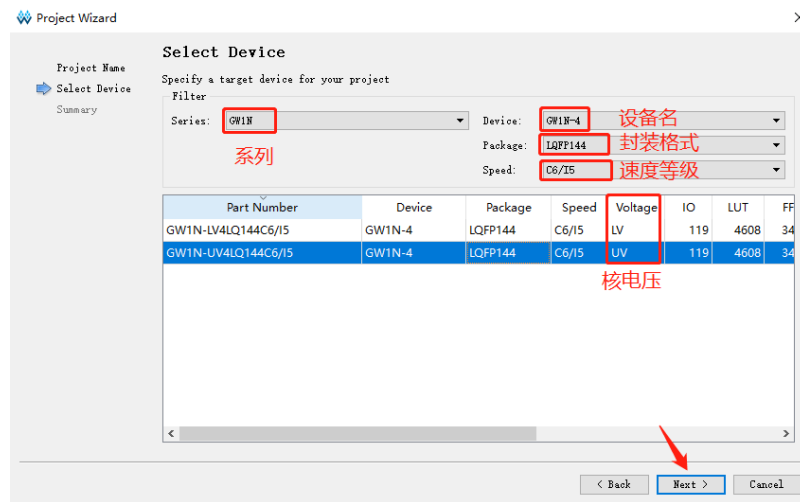 Project Wizard
Select Device
Project Name
Select Device
Summary
Specify a target device for your project
Filter
Series: GW1N
系列
Device: GW1N-4 设备名
Package: LQFP144 封装格式
Speed: C6/I5 速度等级
Part Number Device Package Speed Voltage IO LUT FF
GW1N-LV4LQ144C6/I5 GW1N-4 LQFP144 C6/I5 LV 119 4608 34
GW1N-UV4LQ144C6/I5 GW1N-4 LQFP144 C6/I5 UV 119 4608 34
核电压
< Back Next > Cancel